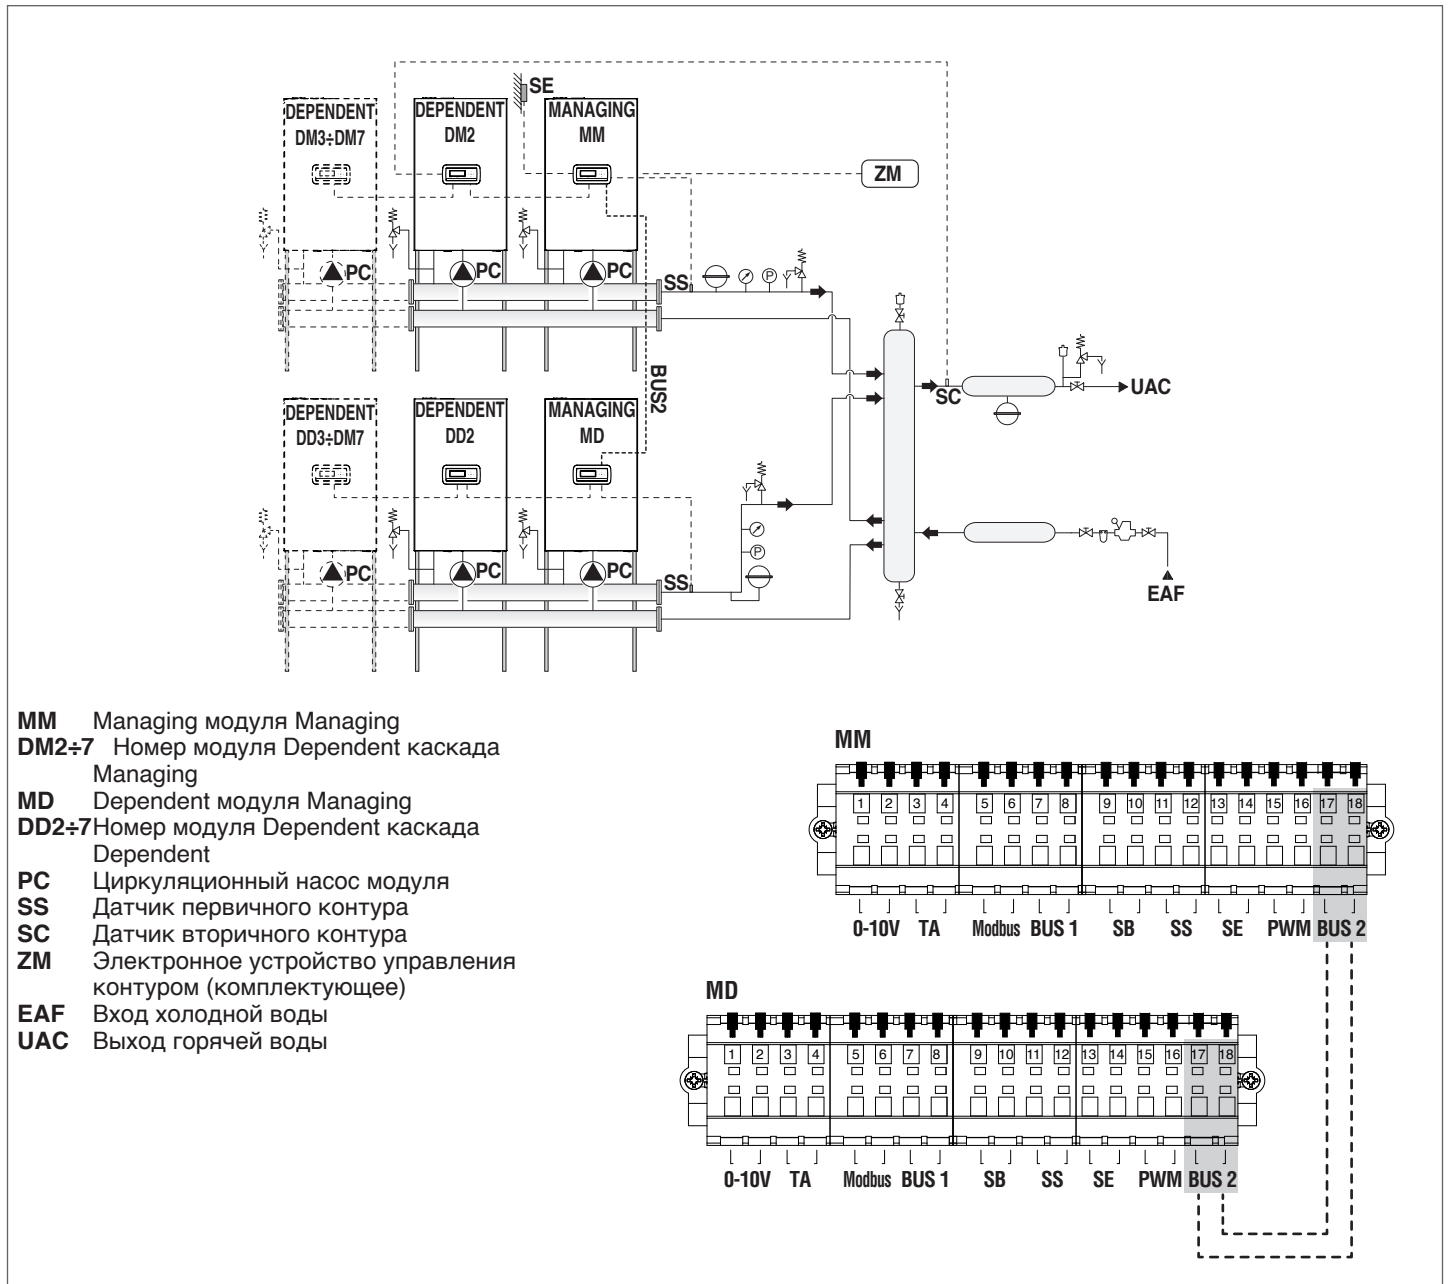 SE
DEPENDENT
DM3÷DM7
DEPENDENT
DM2
MANAGING
MM
ZM
PC
PC
PC
SS
P
BUS2
SC
UAC
DEPENDENT
DD3÷DM7
DEPENDENT
DD2
MANAGING
MD
P
PC
PC
PC
SS
EAF
MM Managing модуля Managing
DM2÷7 Номер модуля Dependent каскада
Managing
MD Dependent модуля Managing
DD2÷7 Номер модуля Dependent каскада
Dependent
PC Циркуляционный насос модуля
SS Датчик первичного контура
SC Датчик вторичного контура
ZM Электронное устройство управления
контуром (комплектующее)
EAF Вход холодной воды
UAC Выход горячей воды
MM
1 2 3 4 5 6 7 8 9 10 11 12 13 14 15 16 17 18
0-10V TA Modbus BUS 1 SB SS SE PWM BUS 2
MD
1 2 3 4 5 6 7 8 9 10 11 12 13 14 15 16 17 18
0-10V TA Modbus BUS 1 SB SS SE PWM BUS 2